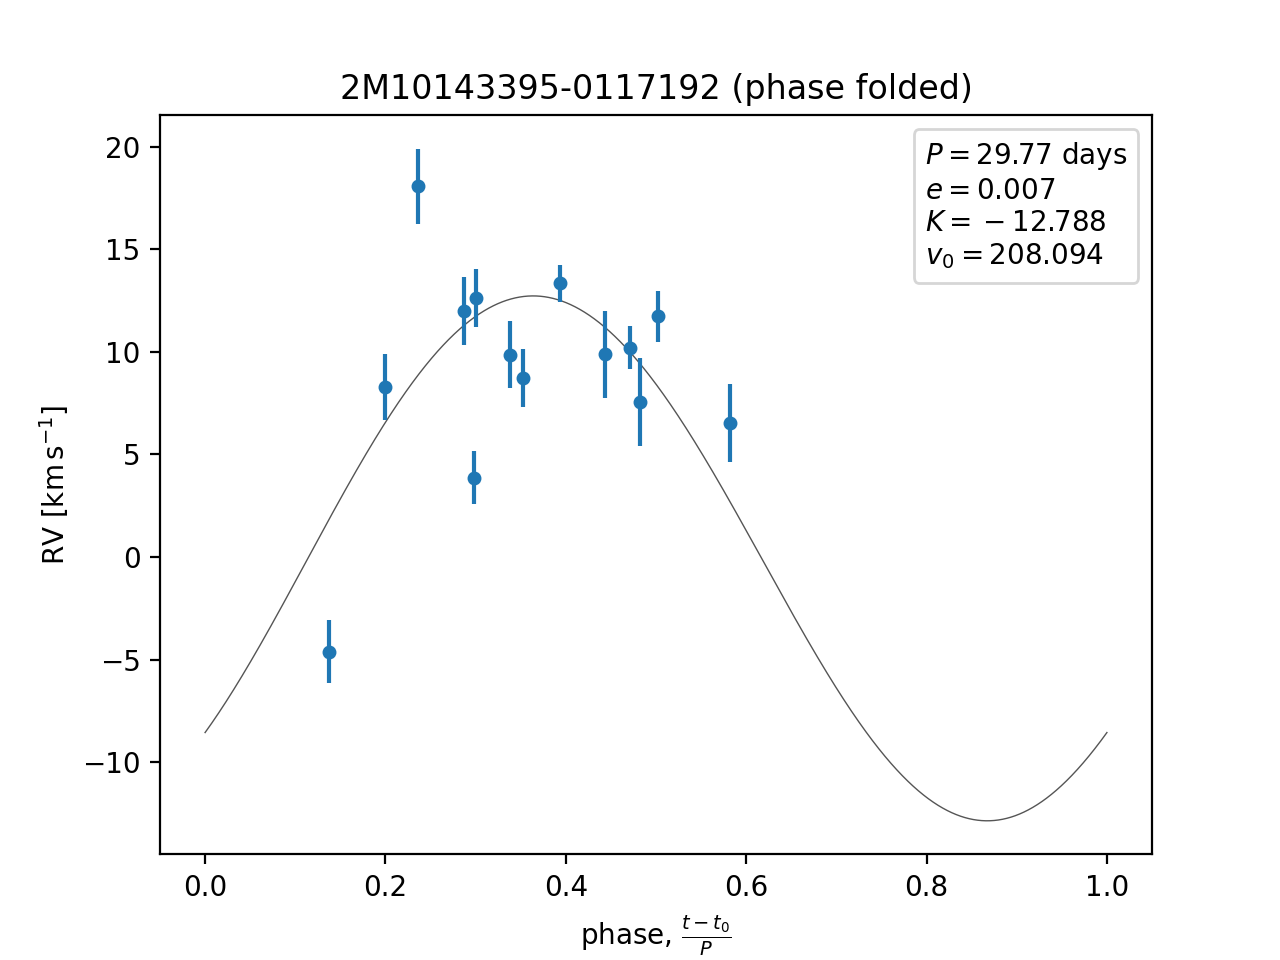 2M10143395-0117192 (phase folded)
P = 29.77 days
e = 0.007
K = −12.788
v₀ = 208.094
20
15
10
5
0
−5
−10
RV [km s⁻¹]
0.0 0.2 0.4 0.6 0.8 1.0
phase, (t − t₀)/P